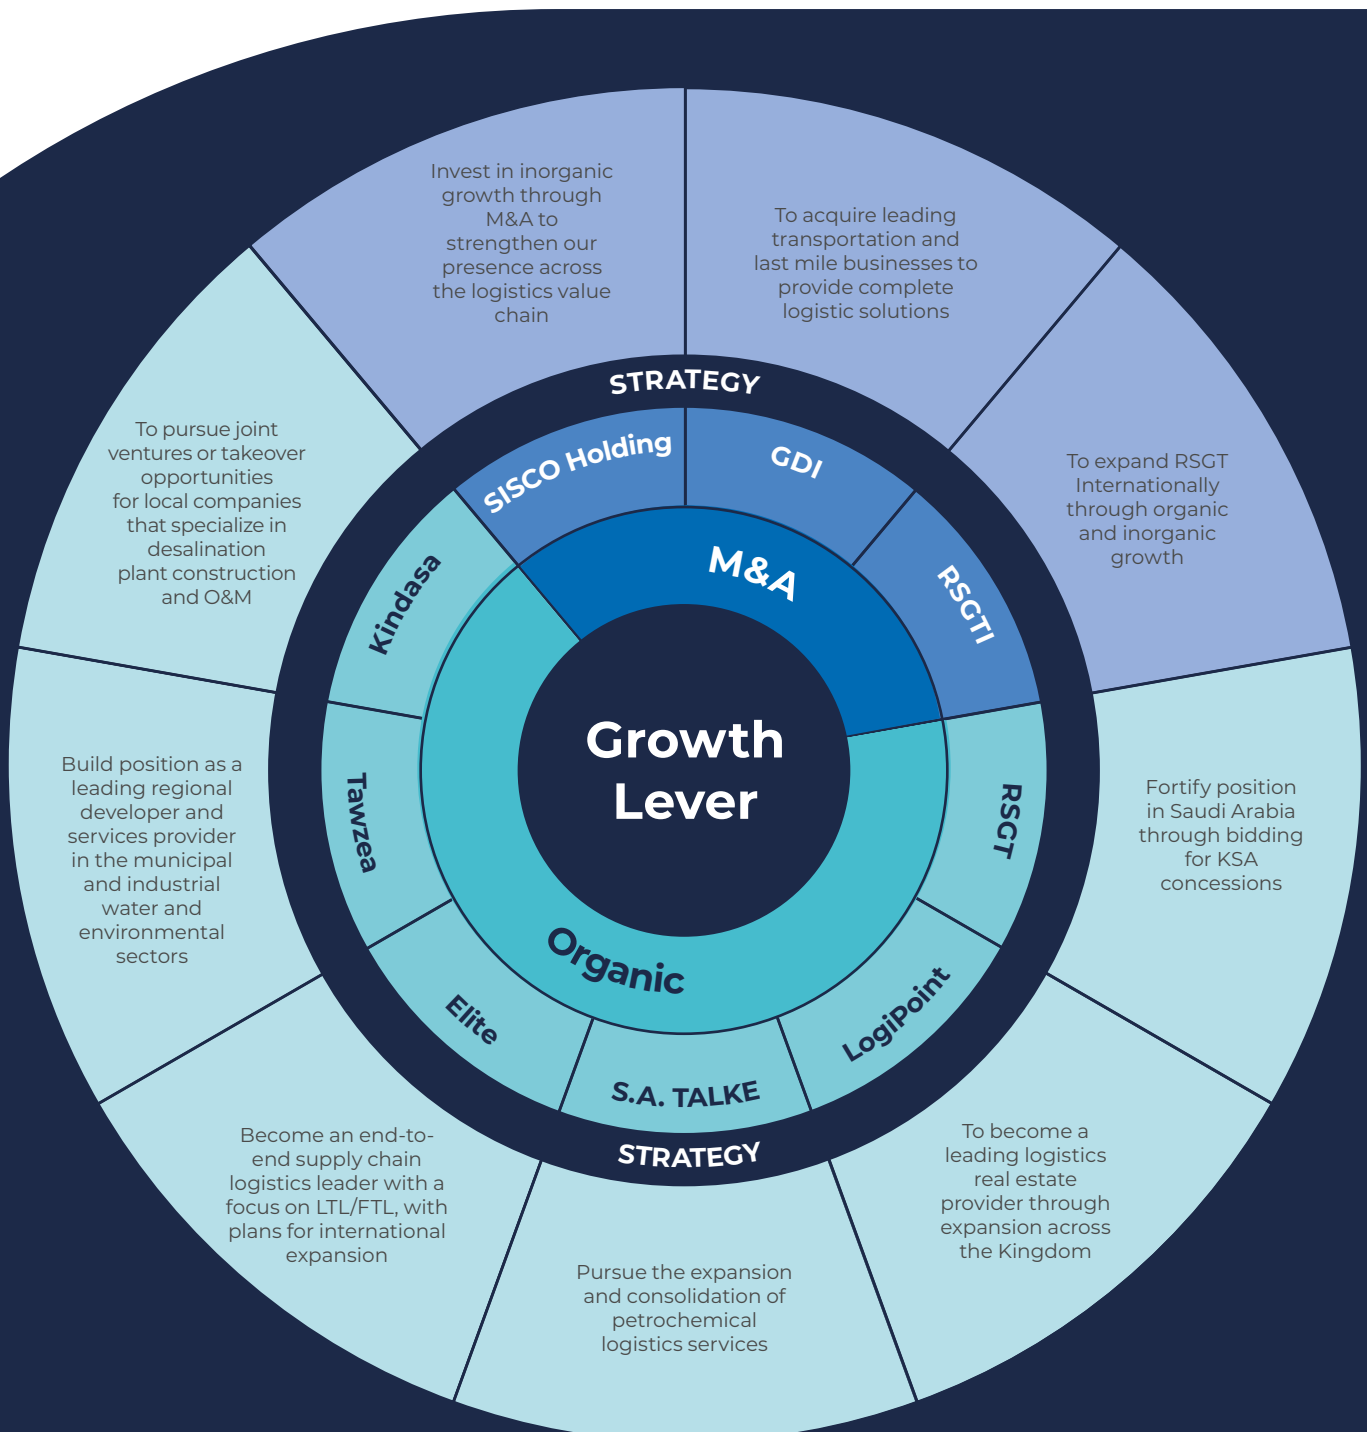 Growth
Lever
M&A
Organic
STRATEGY
SISCO Holding
Invest in inorganic
growth through
M&A to
strengthen our
presence across
the logistics value
chain
GDI
To acquire leading
transportation and
last mile businesses to
provide complete
logistic solutions
RSGTI
To expand RSGT
Internationally
through organic
and inorganic
growth
RSGT
Fortify position
in Saudi Arabia
through bidding
for KSA
concessions
LogiPoint
To become a
leading logistics
real estate
provider through
expansion across
the Kingdom
S.A. TALKE
STRATEGY
Pursue the expansion
and consolidation of
petrochemical
logistics services
Elite
Become an end-to-
end supply chain
logistics leader with a
focus on LTL/FTL, with
plans for international
expansion
Tawzea
Build position as a
leading regional
developer and
services provider
in the municipal
and industrial
water and
environmental
sectors
Kindasa
To pursue joint
ventures or takeover
opportunities
for local companies
that specialize in
desalination
plant construction
and O&M